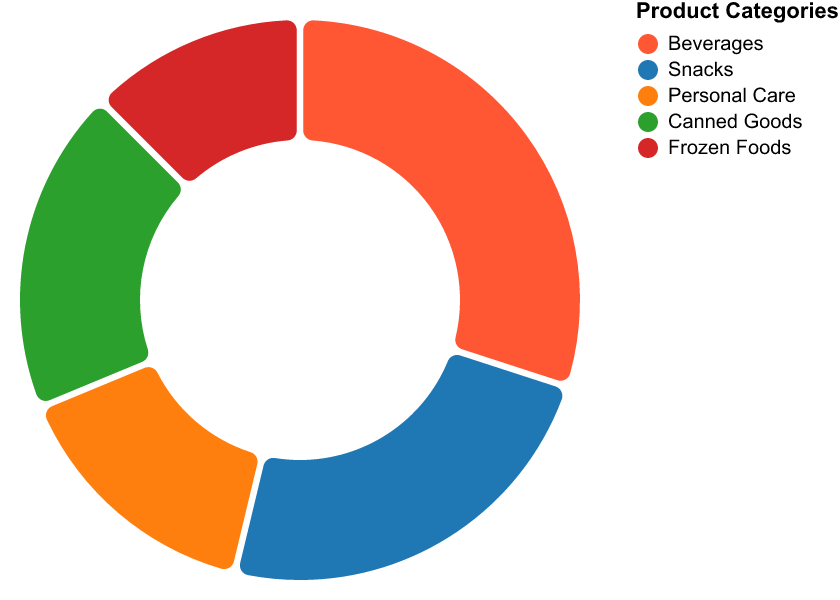 Product Categories
Beverages
Snacks
Personal Care
Canned Goods
Frozen Foods